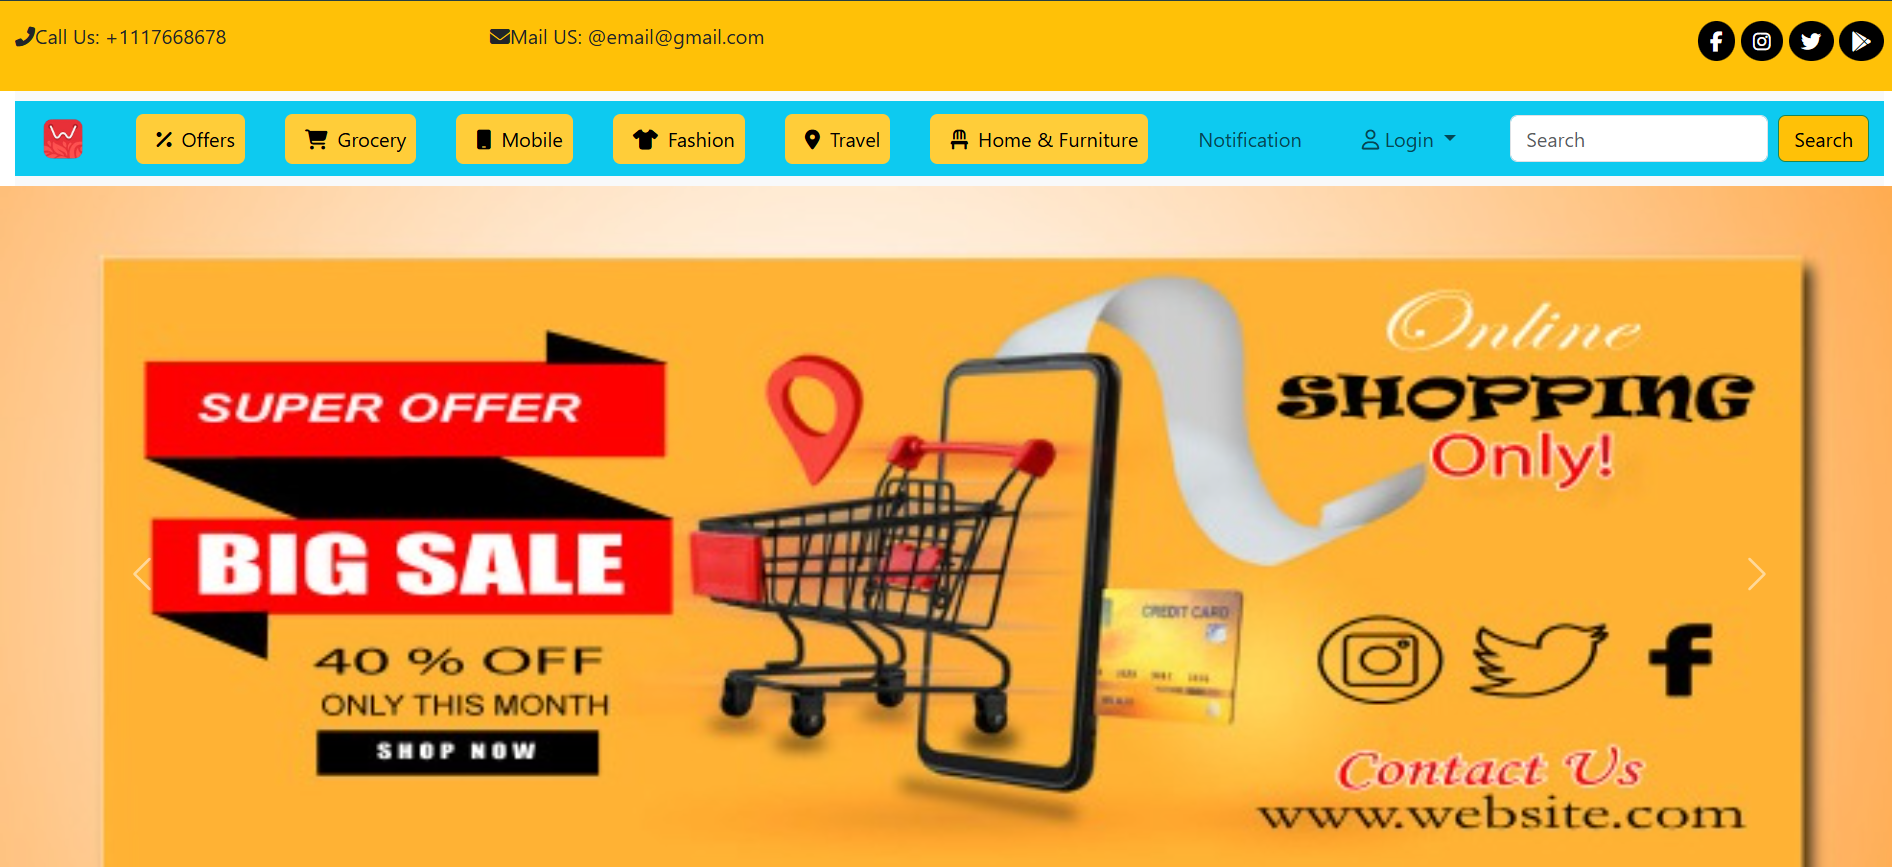 Call Us: +1117668678
Mail US: @email@gmail.com
Offers
Grocery
Mobile
Fashion
Travel
Home & Furniture
Notification
Login
Search
Search
SUPER OFFER
BIG SALE
40 % OFF
ONLY THIS MONTH
SHOP NOW
CREDIT CARD
Online
SHOPPING
Only!
Contact Us
www.website.com